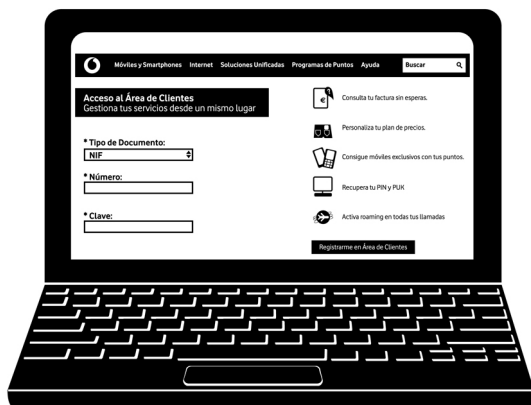 Móviles y Smartphones Internet Soluciones Unificadas Programas de Puntos Ayuda Buscar
Acceso al Área de Clientes
Gestiona tus servicios desde un mismo lugar
* Tipo de Documento:
NIF
* Número:
* Clave:
€
Consulta tu factura sin esperas.
Personaliza tu plan de precios.
Consigue móviles exclusivos con tus puntos.
Recupera tu PIN y PUK
Activa roaming en todas tus llamadas
Registrarme en Área de Clientes